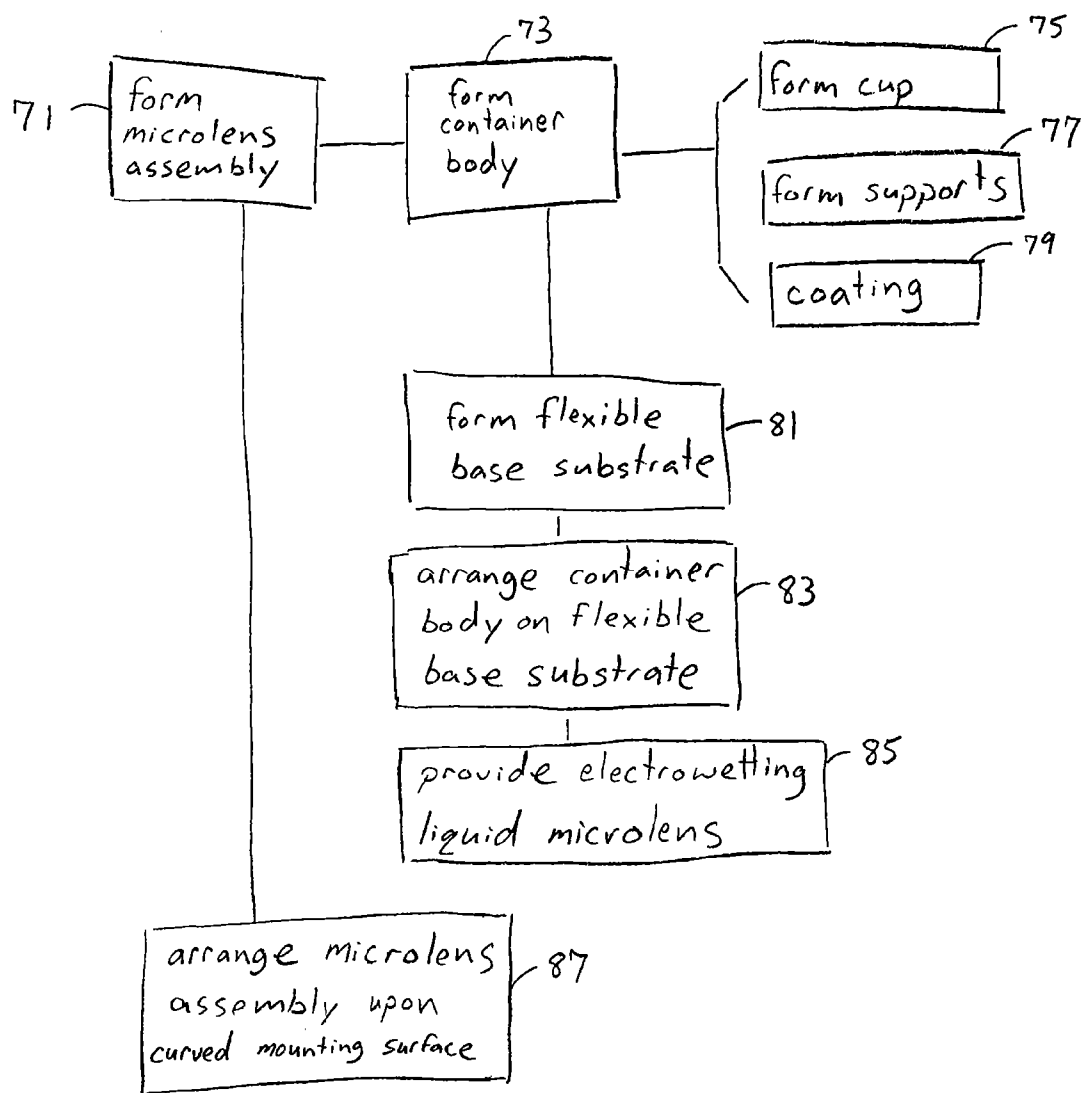 71
form
microlens
assembly
73
form
container
body
75
form cup
77
form supports
79
coating
81
form flexible
base substrate
83
arrange container
body on flexible
base substrate
85
provide electrowetting
liquid microlens
87
arrange microlens
assembly upon
curved mounting surface